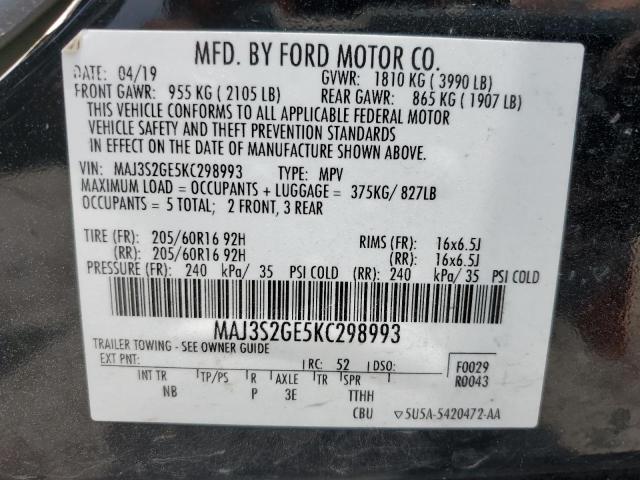 MFD. BY FORD MOTOR CO.
DATE: 04/19 GVWR: 1810 KG ( 3990 LB)
FRONT GAWR: 955 KG ( 2105 LB) REAR GAWR: 865 KG ( 1907 LB)
THIS VEHICLE CONFORMS TO ALL APPLICABLE FEDERAL MOTOR
VEHICLE SAFETY AND THEFT PREVENTION STANDARDS
IN EFFECT ON THE DATE OF MANUFACTURE SHOWN ABOVE.
VIN: MAJ3S2GE5KC298993 TYPE: MPV
MAXIMUM LOAD = OCCUPANTS + LUGGAGE = 375KG/ 827LB
OCCUPANTS = 5 TOTAL; 2 FRONT, 3 REAR
TIRE (FR): 205/60R16 92H RIMS (FR): 16x6.5J
(RR): 205/60R16 92H (RR): 16x6.5J
PRESSURE (FR): 240 kPa/ 35 PSI COLD (RR): 240 kPa/ 35 PSI COLD
MAJ3S2GE5KC298993
TRAILER TOWING - SEE OWNER GUIDE
EXT PNT: RC: 52 DSO: F0029
R0043
INT TR TP/PS R AXLE TR SPR
NB P 3E TTHH
CBU ▽5U5A-5420472-AA